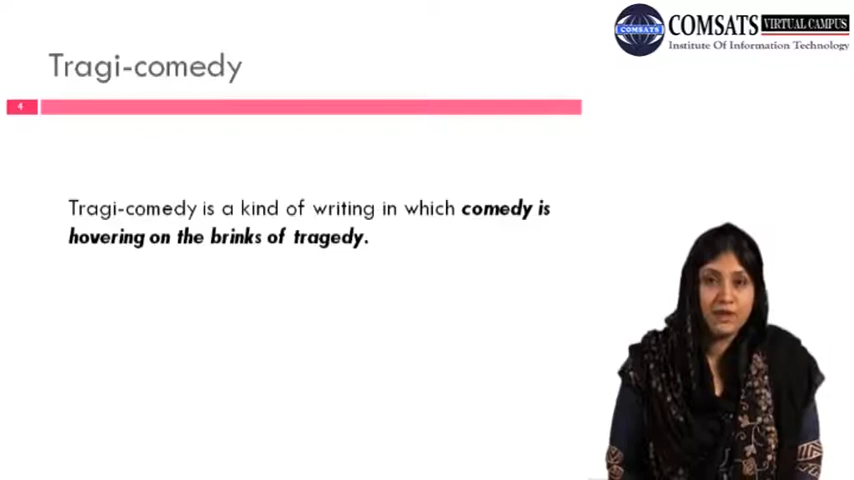 COMSATS VIRTUAL CAMPUS
COMSATS
Institute Of Information Technology
Tragi-comedy
4
Tragi-comedy is a kind of writing in which comedy is
hovering on the brinks of tragedy.